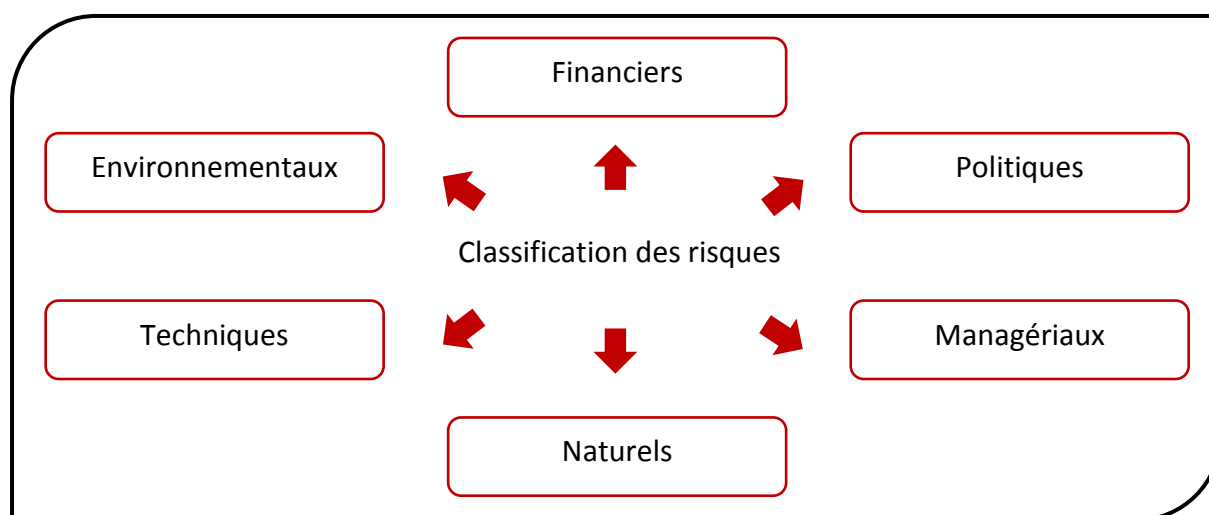 Financiers
Environnementaux
Politiques
Classification des risques
Techniques
Managériaux
Naturels